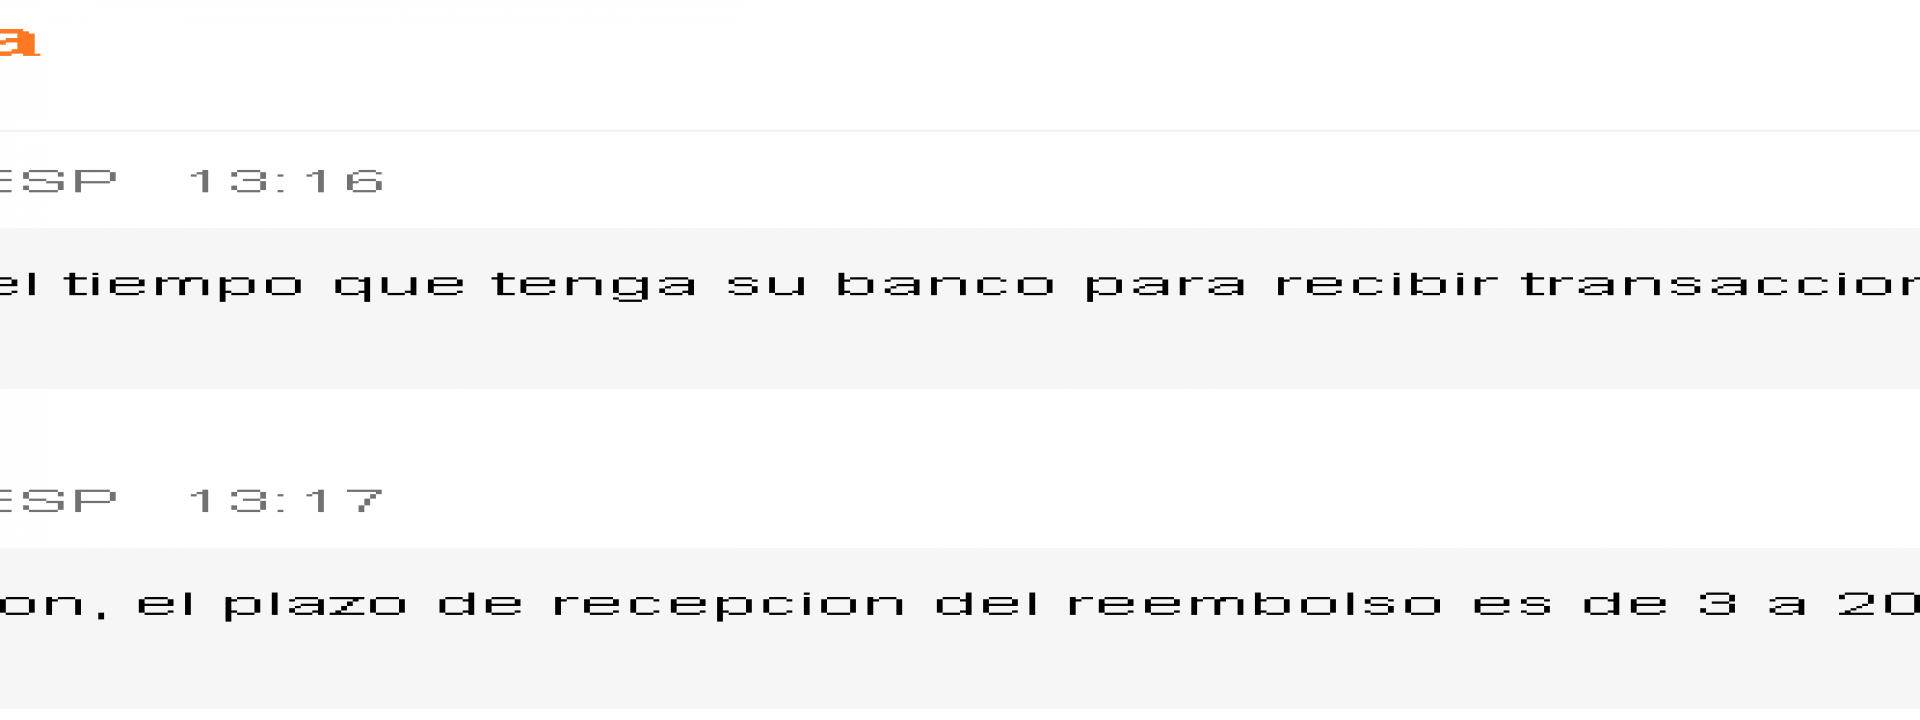 a
ESP 13:16
el tiempo que tenga su banco para recibir transaccion
ESP 13:17
on, el plazo de recepcion del reembolso es de 3 a 20